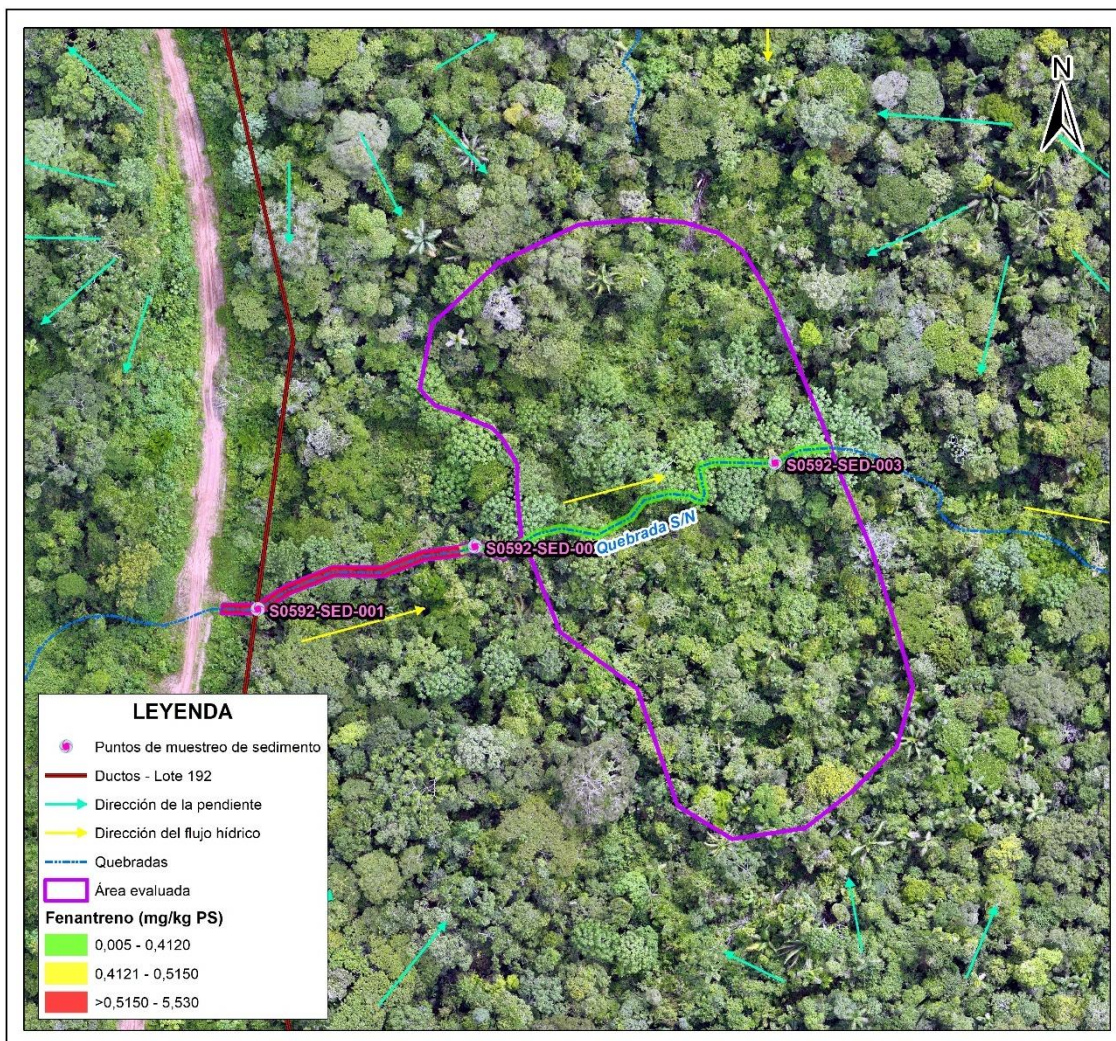 N
S0592-SED-003
S0592-SED-00
Quebrada S/N
S0592-SED-001
LEYENDA
Puntos de muestreo de sedimento
Ductos - Lote 192
Dirección de la pendiente
Dirección del flujo hídrico
Quebradas
Área evaluada
Fenantreno (mg/kg PS)
0,005 - 0,4120
0,4121 - 0,5150
>0,5150 - 5,530